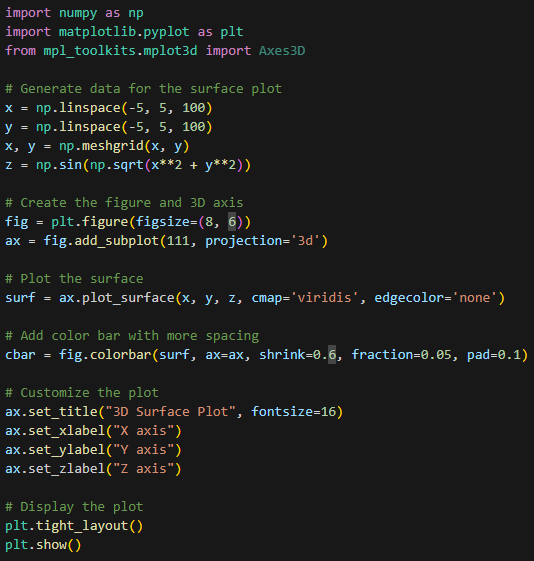 import numpy as np
import matplotlib.pyplot as plt
from mpl_toolkits.mplot3d import Axes3D
# Generate data for the surface plot
x = np.linspace(-5, 5, 100)
y = np.linspace(-5, 5, 100)
x, y = np.meshgrid(x, y)
z = np.sin(np.sqrt(x**2 + y**2))
# Create the figure and 3D axis
fig = plt.figure(figsize=(8, 6))
ax = fig.add_subplot(111, projection='3d')
# Plot the surface
surf = ax.plot_surface(x, y, z, cmap='viridis', edgecolor='none')
# Add color bar with more spacing
cbar = fig.colorbar(surf, ax=ax, shrink=0.6, fraction=0.05, pad=0.1)
# Customize the plot
ax.set_title("3D Surface Plot", fontsize=16)
ax.set_xlabel("X axis")
ax.set_ylabel("Y axis")
ax.set_zlabel("Z axis")
# Display the plot
plt.tight_layout()
plt.show()